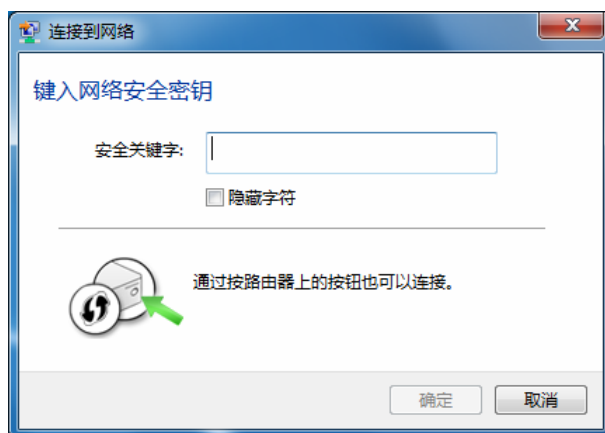 连接到网络
键入网络安全密钥
安全关键字:
隐藏字符
通过按路由器上的按钮也可以连接。
确定
取消